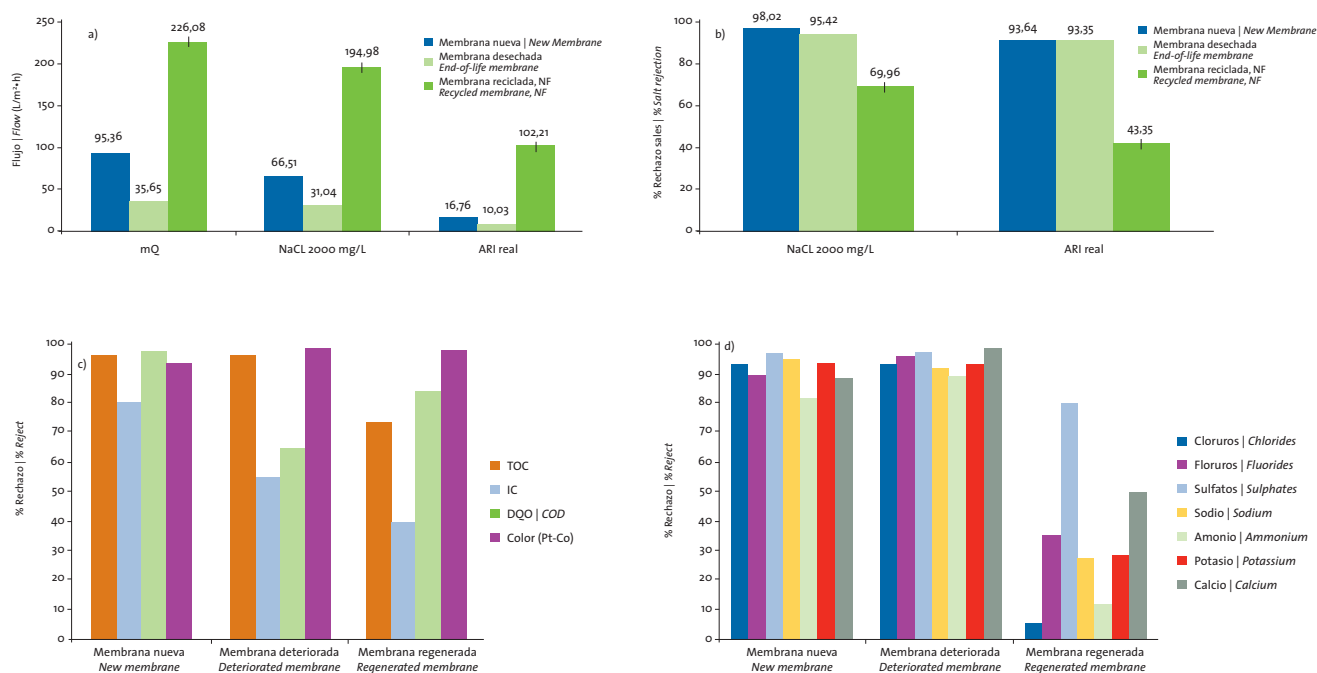 a)
Flujo | Flow (L/m²•h)
250
200
150
100
50
0
95,36
35,65
226,08
66,51
31,04
194,98
16,76
10,03
102,21
mQ
NaCL 2000 mg/L
ARI real
Membrana nueva | New Membrane
Membrana desechada
End-of-life membrane
Membrana reciclada, NF
Recycled membrane, NF
b)
% Rechazo sales | % Salt rejection
100
80
60
40
20
0
98,02
95,42
69,96
93,64
93,35
43,35
NaCL 2000 mg/L
ARI real
Membrana nueva | New Membrane
Membrana desechada
End-of-life membrane
Membrana reciclada, NF
Recycled membrane, NF
c)
% Rechazo | % Reject
100
90
80
70
60
50
40
30
20
10
0
Membrana nueva
New membrane
Membrana deteriorada
Deteriorated membrane
Membrana regenerada
Regenerated membrane
TOC
IC
DQO | COD
Color (Pt-Co)
d)
% Rechazo | % Reject
100
90
80
70
60
50
40
30
20
10
0
Membrana nueva
New membrane
Membrana deteriorada
Deteriorated membrane
Membrana regenerada
Regenerated membrane
Cloruros | Chlorides
Floruros | Fluorides
Sulfatos | Sulphates
Sodio | Sodium
Amonio | Ammonium
Potasio | Potassium
Calcio | Calcium